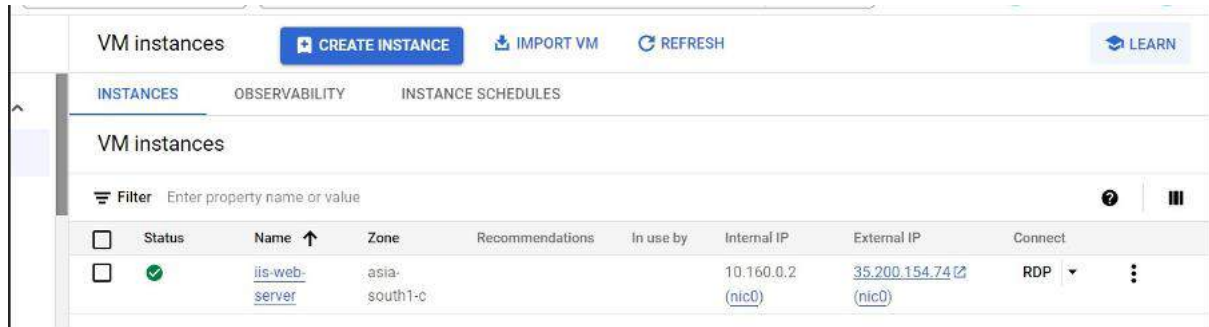 VM instances CREATE INSTANCE IMPORT VM REFRESH LEARN
INSTANCES OBSERVABILITY INSTANCE SCHEDULES
VM instances
Filter Enter property name or value
Status Name Zone Recommendations In use by Internal IP External IP Connect
iis-web- asia- 10.160.0.2 35.200.154.74 RDP
server south1-c (nic0) (nic0)